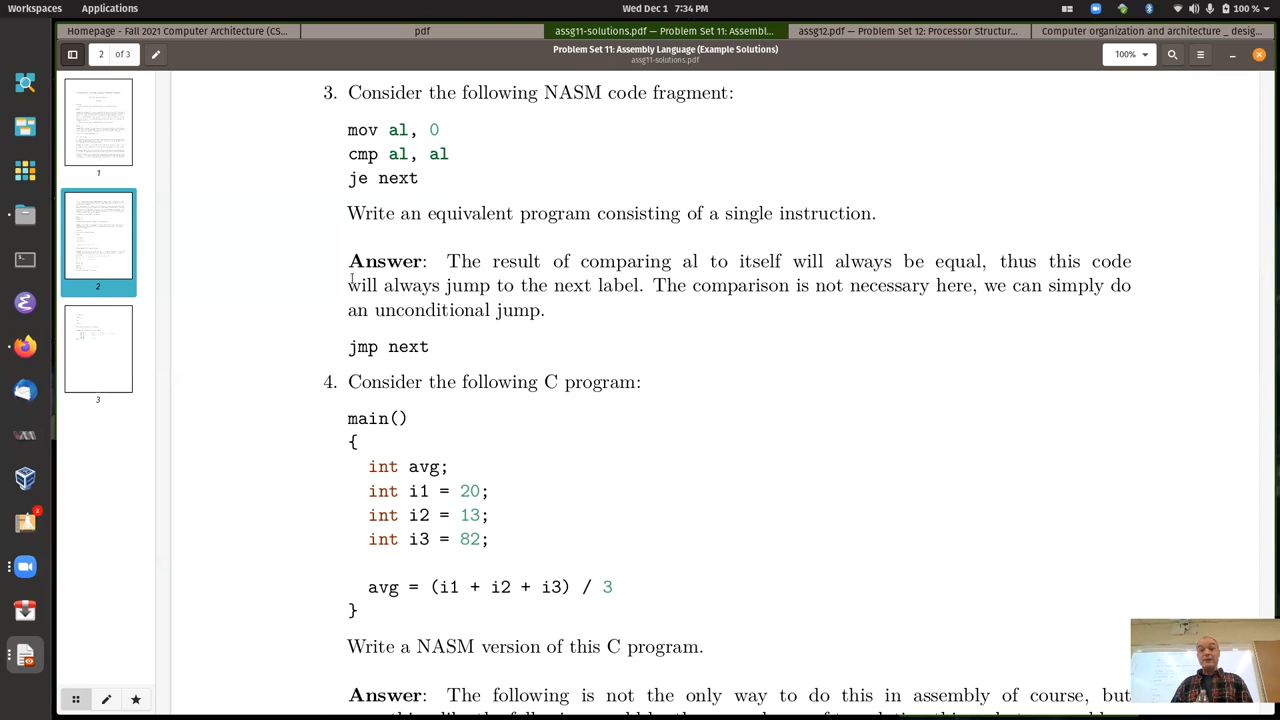 Workspaces Applications Wed Dec 1 7:34 PM 100 %
Homepage - Fall 2021 Computer Architecture (CS... pdf assg11-solutions.pdf — Problem Set 11: Assembl... assg12.pdf — Problem Set 12: Processor Structur... Computer organization and architecture _ desig...
2 of 3 Problem Set 11: Assembly Language (Example Solutions) 100%
assg11-solutions.pdf
3. Consider the following NASM code fragment:
mov al, 0
cmp al, al
je next
Write an equivalent program consisting of a single instruction.
Answer: The result of comparing al to itself will always be equal, thus this code
will always jump to the next label. The comparison is not necessary here, we can simply do
an unconditional jump.
jmp next
4. Consider the following C program:
main()
{
int avg;
int i1 = 20;
int i2 = 13;
int i3 = 82;
avg = (i1 + i2 + i3) / 3
}
Write a NASM version of this C program.
Answer: The following is not the only way to do this in assembly of course, but
1
2
3
2